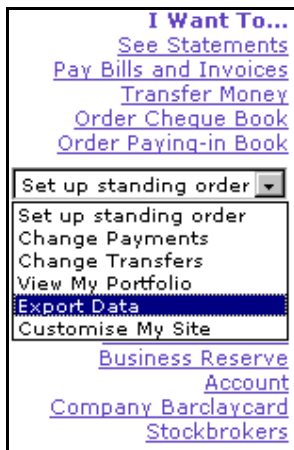 I Want To...
See Statements
Pay Bills and Invoices
Transfer Money
Order Cheque Book
Order Paying-in Book
Set up standing order
Set up standing order
Change Payments
Change Transfers
View My Portfolio
Export Data
Customise My Site
Business Reserve
Account
Company Barclaycard
Stockbrokers